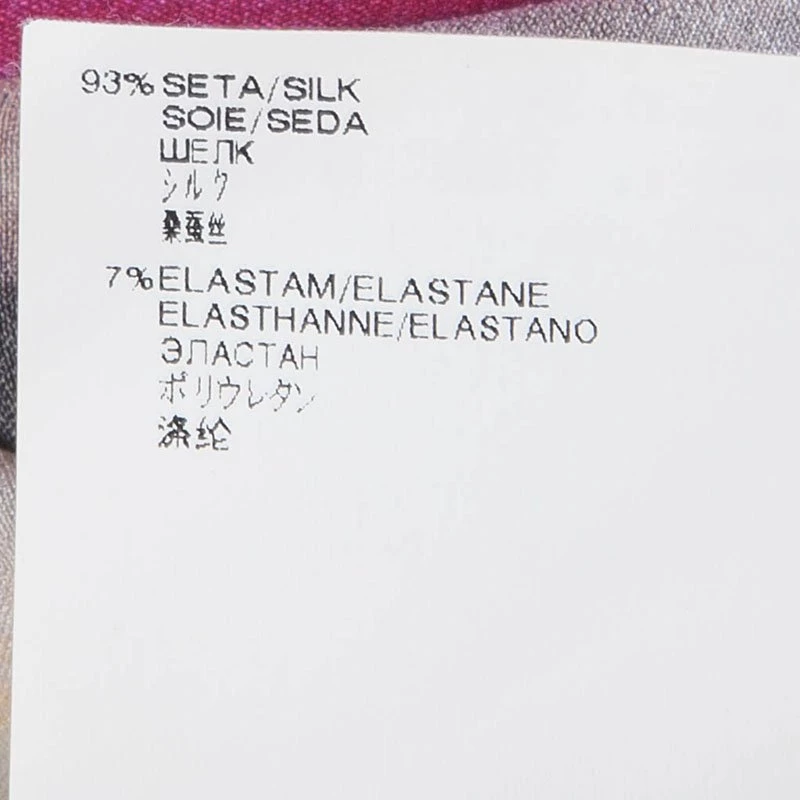 93% SETA/SILK
SOIE/SEDA
ШЕЛК
シルク
桑蚕丝
7% ELASTAM/ELASTANE
ELASTHANNE/ELASTANO
ЭЛАСТАН
ポリウレタン
涤纶